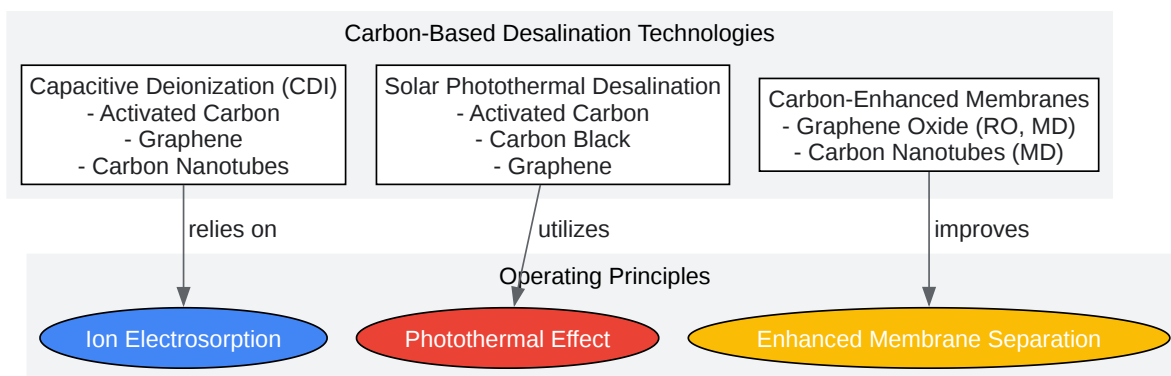 Carbon-Based Desalination Technologies
Capacitive Deionization (CDI)
- Activated Carbon
- Graphene
- Carbon Nanotubes
Solar Photothermal Desalination
- Activated Carbon
- Carbon Black
- Graphene
Carbon-Enhanced Membranes
- Graphene Oxide (RO, MD)
- Carbon Nanotubes (MD)
relies on
utilizes
improves
Operating Principles
Ion Electrosorption
Photothermal Effect
Enhanced Membrane Separation